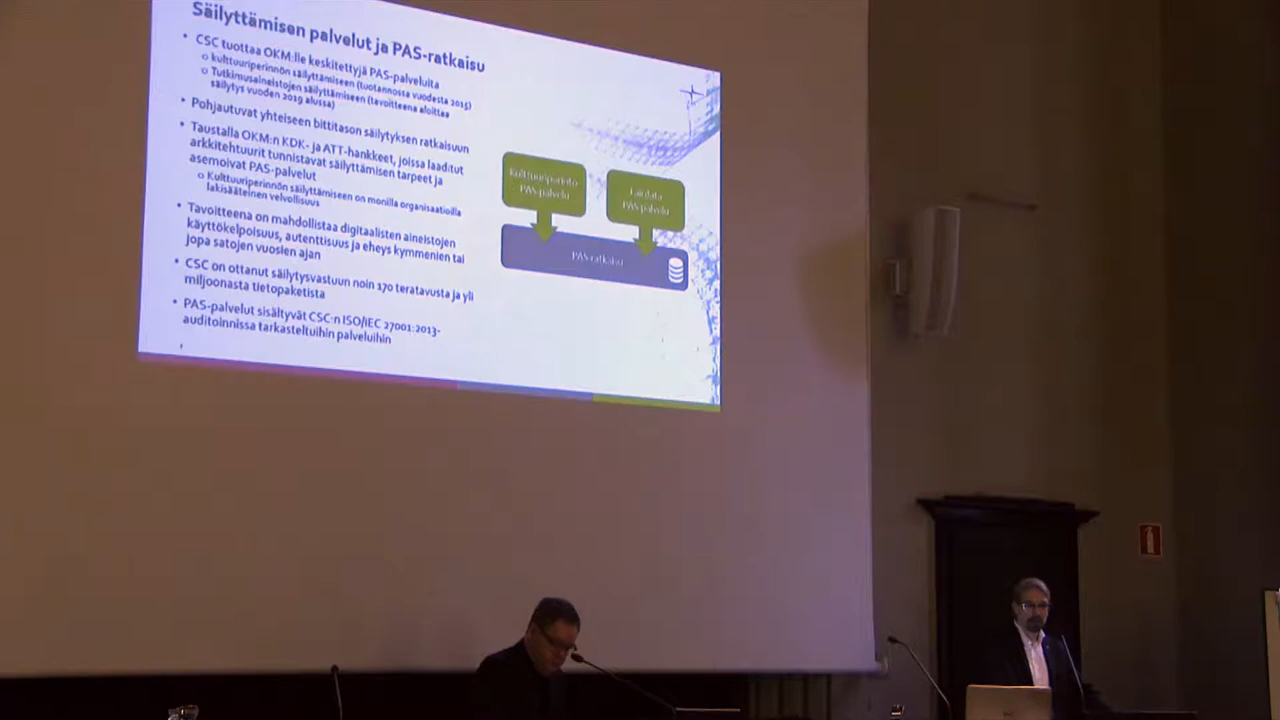 Säilyttämisen palvelut ja PAS-ratkaisu
• CSC tuottaa OKM:lle keskitettyjä PAS-palveluita
o kulttuuriperinnön säilyttämiseen (tuotannossa vuodesta 2015)
o Tutkimusaineistojen säilyttämiseen (tavoitteena aloittaa
säilytys vuoden 2019 alussa)
• Pohjautuvat yhteiseen bittitason säilytyksen ratkaisuun
• Taustalla OKM:n KDK- ja ATT-hankkeet, joissa laaditut
arkkitehtuurit tunnistavat säilyttämisen tarpeet ja
asemoivat PAS-palvelut
o Kulttuuriperinnön säilyttämiseen on monilla organisaatioilla
lakisääteinen velvollisuus
• Tavoitteena on mahdollistaa digitaalisten aineistojen
käyttökelpoisuus, autenttisuus ja eheys kymmenien tai
jopa satojen vuosien ajan
• CSC on ottanut säilytysvastuun noin 170 teratavusta ja yli
miljoonasta tietopaketista
• PAS-palvelut sisältyvät CSC:n ISO/IEC 27001:2013-
auditoinnissa tarkasteltuihin palveluihin
Kulttuuriperintö
PAS-palvelu
Fairdata
PAS-palvelu
PAS-ratkaisu